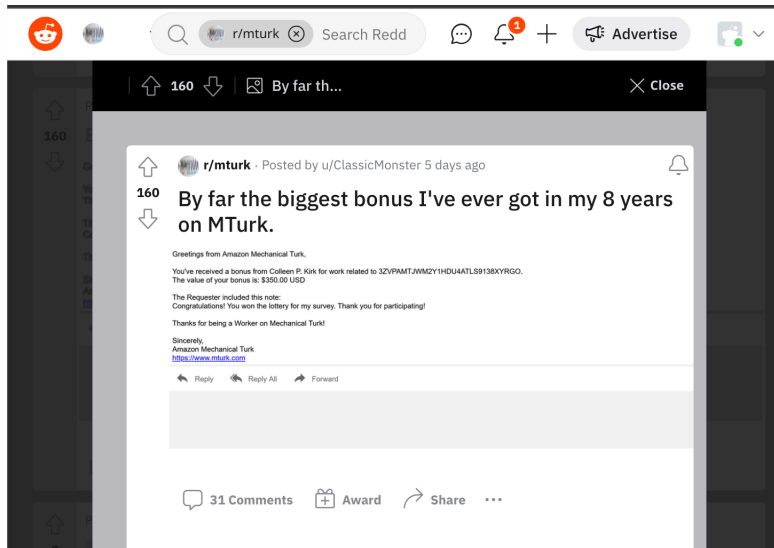 r/mturk Search Redd 1 Advertise
160 By far th... Close
160
r/mturk · Posted by u/ClassicMonster 5 days ago
160
By far the biggest bonus I've ever got in my 8 years
on MTurk.
Greetings from Amazon Mechanical Turk,
You've received a bonus from Colleen P. Kirk for work related to 3ZVPAMTJWM2Y1HDU4ATLS9138XYRGO.
The value of your bonus is: $350.00 USD
The Requester included this note:
Congratulations! You won the lottery for my survey. Thank you for participating!
Thanks for being a Worker on Mechanical Turk!
Sincerely,
Amazon Mechanical Turk
https://www.mturk.com
Reply Reply All Forward
31 Comments Award Share